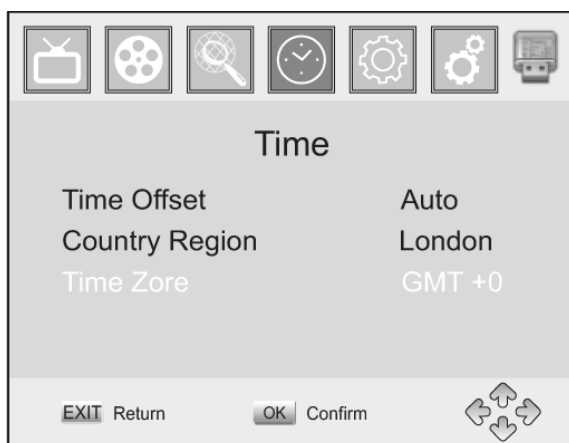 Time
Time Offset Auto
Country Region London
Time Zore GMT +0
EXIT Return OK Confirm